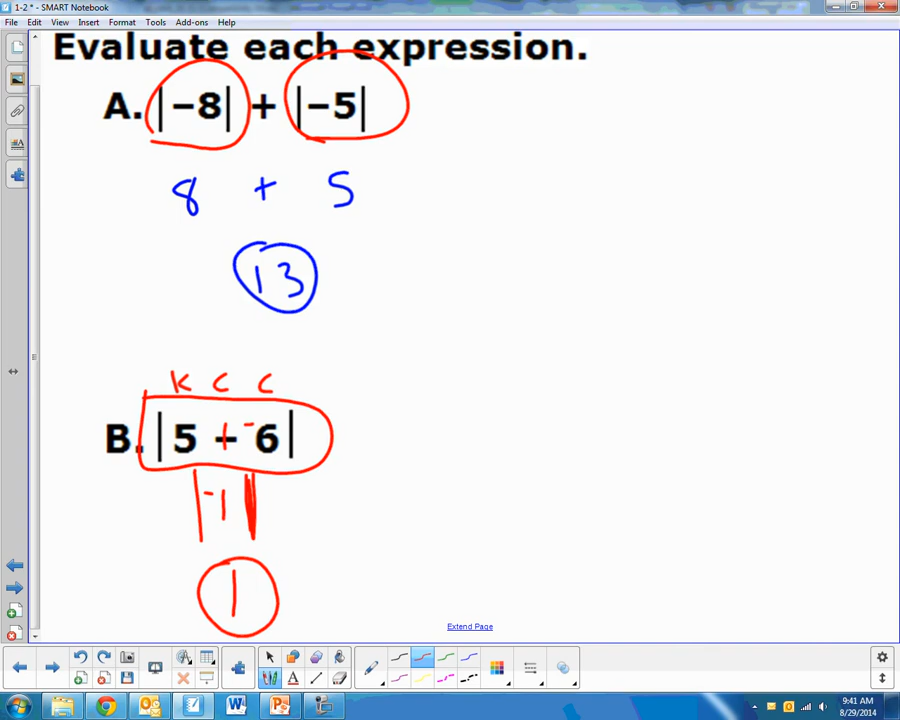 1-2 * - SMART Notebook
File Edit View Insert Format Tools Add-ons Help
Evaluate each expression.
A. |−8| + |−5|
8 + 5
13
K C C
B. |5 + -6|
|-1|
1
Extend Page
9:41 AM
8/29/2014